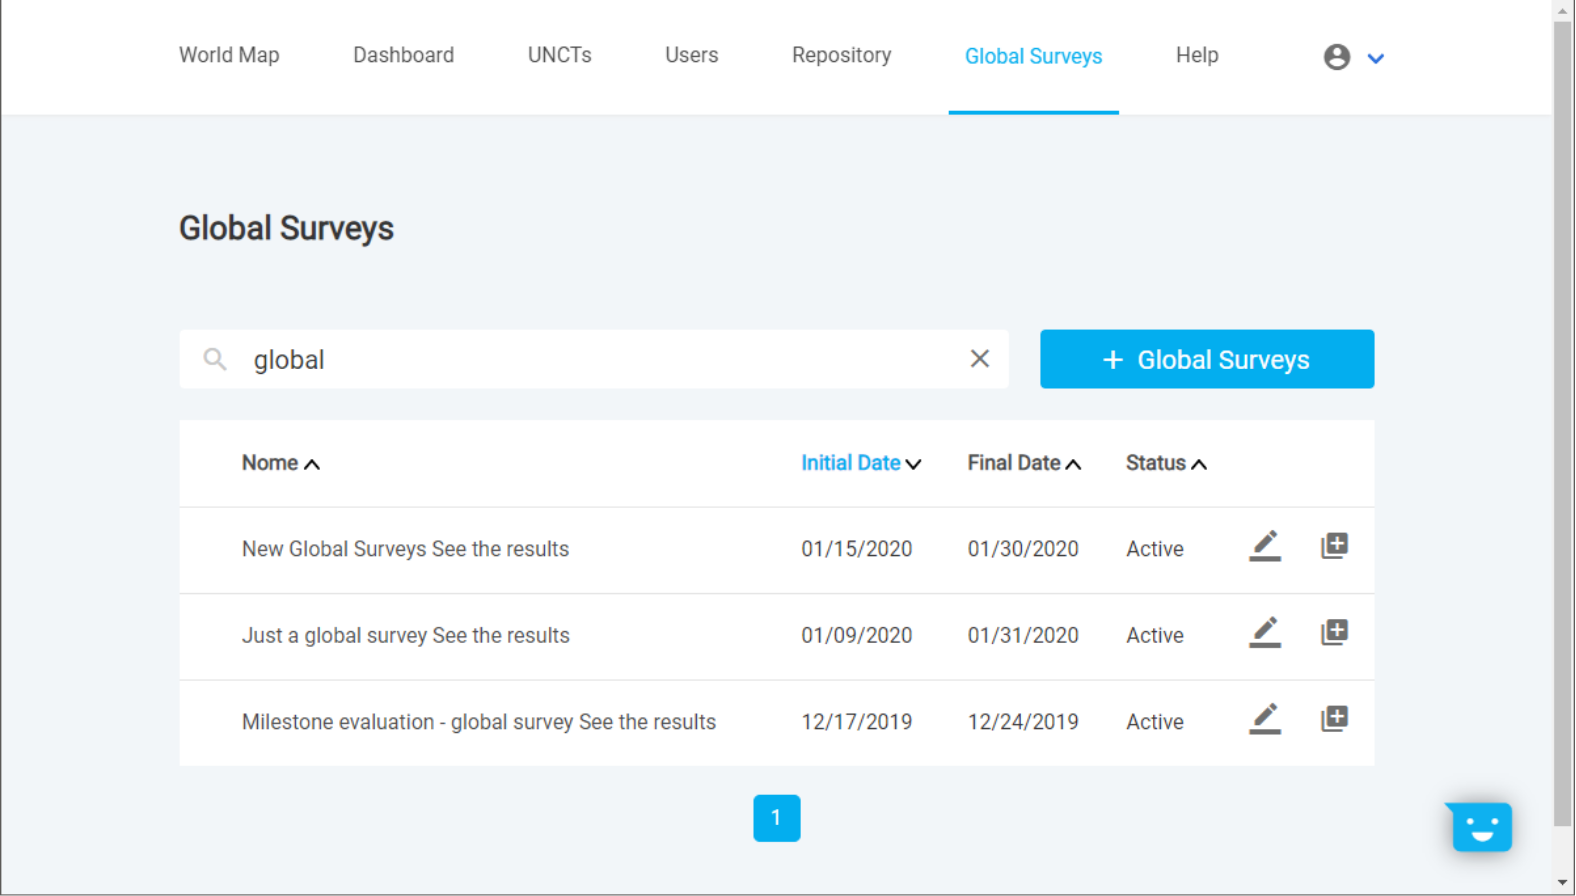 World Map Dashboard UNCTs Users Repository Global Surveys Help
Global Surveys
global + Global Surveys
Nome Initial Date Final Date Status
New Global Surveys See the results 01/15/2020 01/30/2020 Active
Just a global survey See the results 01/09/2020 01/31/2020 Active
Milestone evaluation - global survey See the results 12/17/2019 12/24/2019 Active
1